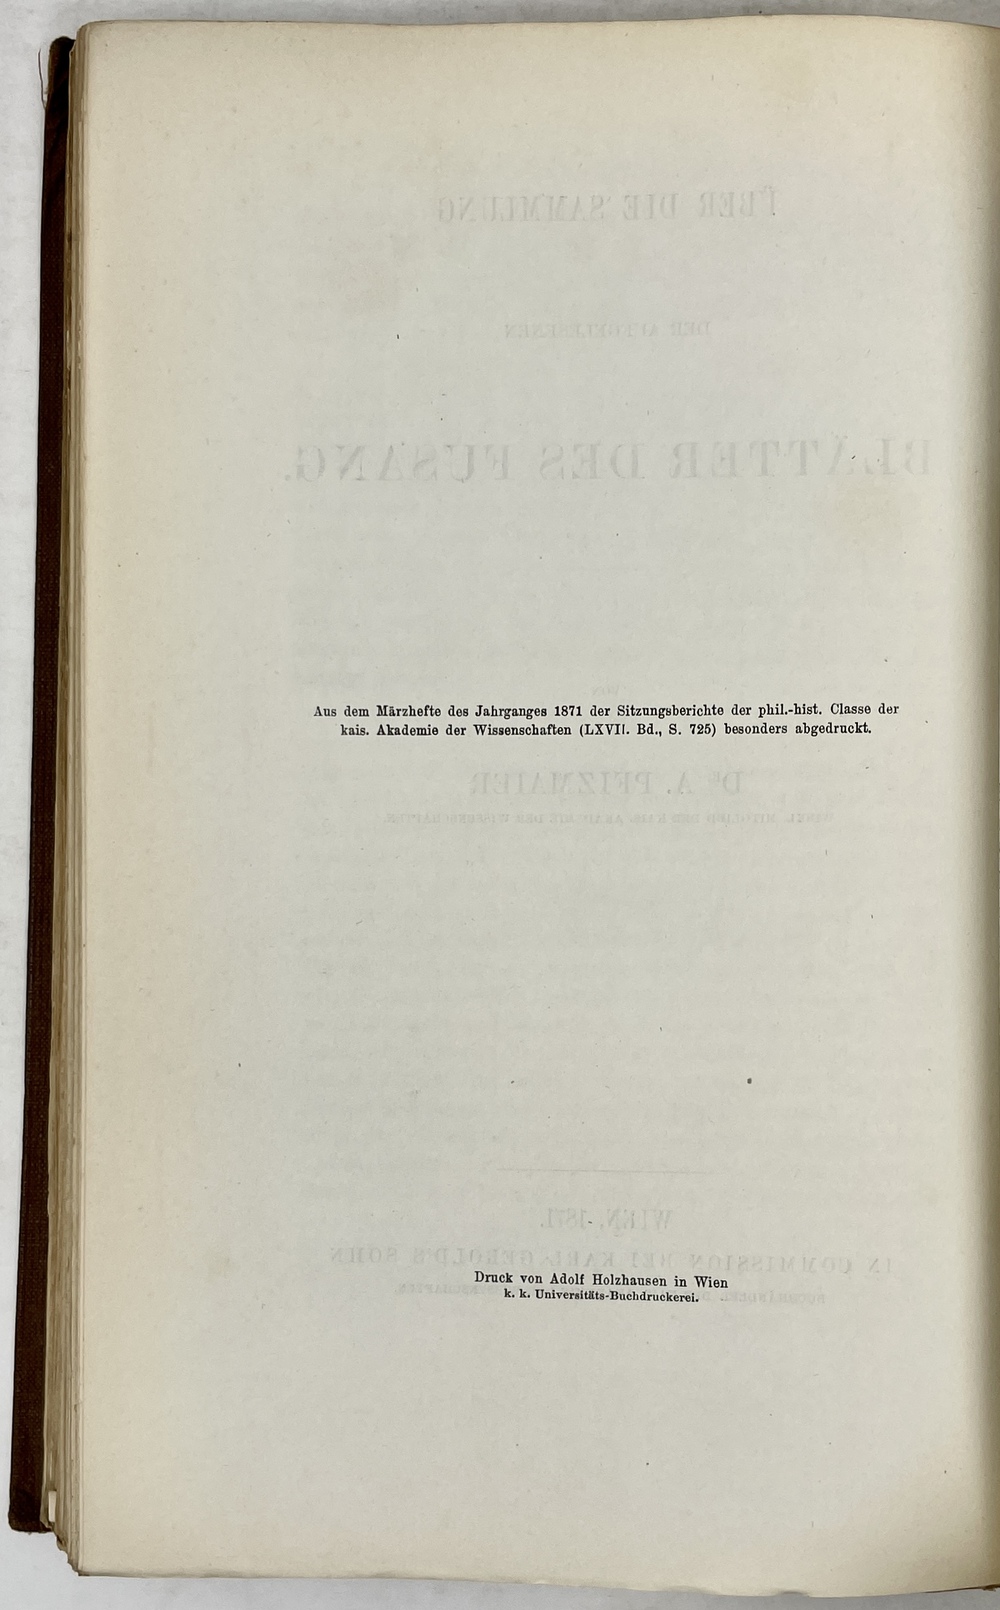 Aus dem Märzhefte des Jahrganges 1871 der Sitzungsberichte der phil.-hist. Classe der
kais. Akademie der Wissenschaften (LXVII. Bd., S. 725) besonders abgedruckt.
Druck von Adolf Holzhausen in Wien
k. k. Universitäts-Buchdruckerei.